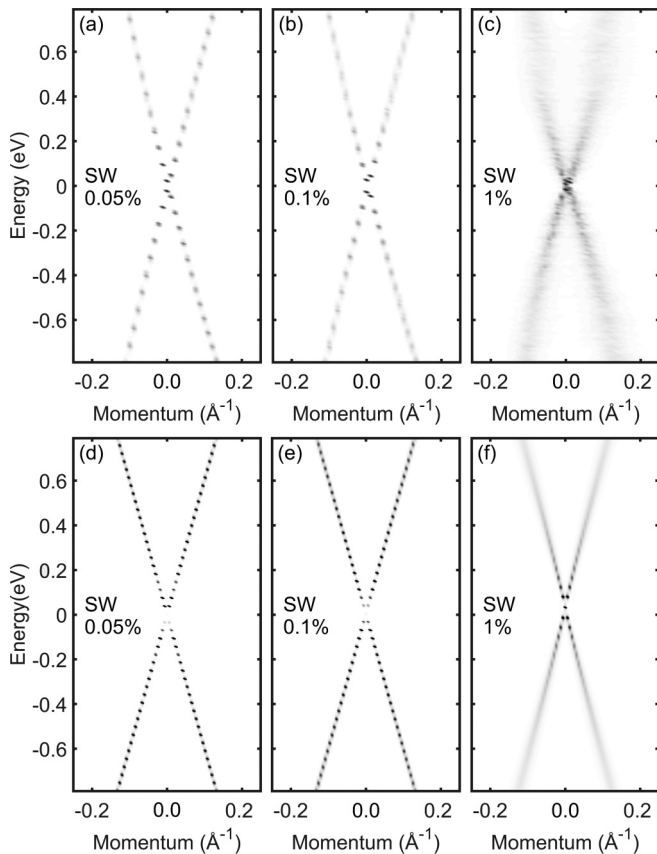 (a)
(b)
(c)
0.6
0.4
0.2
0
-0.2
-0.4
-0.6
Energy (eV)
SW
0.05%
SW
0.1%
SW
1%
-0.2 0.0 0.2
-0.2 0.0 0.2
-0.2 0.0 0.2
Momentum (Å⁻¹)
Momentum (Å⁻¹)
Momentum (Å⁻¹)
(d)
(e)
(f)
0.6
0.4
0.2
0
-0.2
-0.4
-0.6
Energy(eV)
SW
0.05%
SW
0.1%
SW
1%
-0.2 0.0 0.2
-0.2 0.0 0.2
-0.2 0.0 0.2
Momentum (Å⁻¹)
Momentum (Å⁻¹)
Momentum (Å⁻¹)